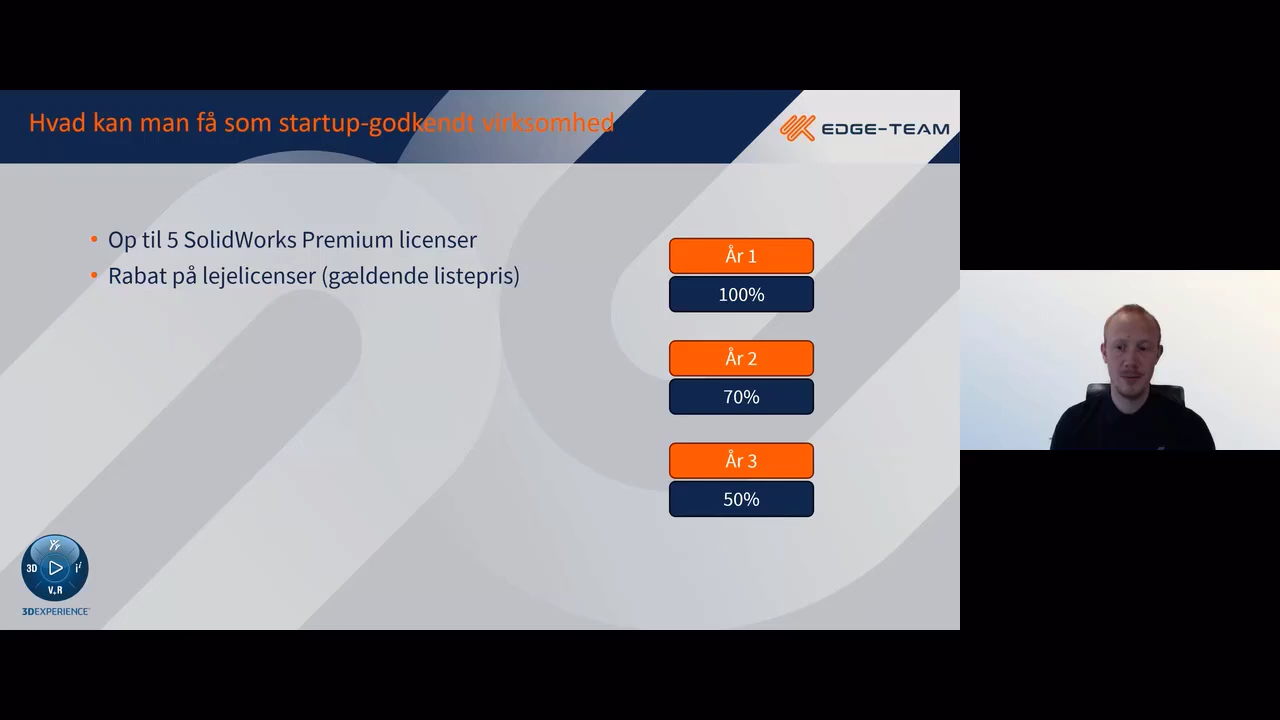 Hvad kan man få som startup-godkendt virksomhed
EDGE-TEAM
• Op til 5 SolidWorks Premium licenser
• Rabat på lejelicenser (gældende listepris)
År 1
100%
År 2
70%
År 3
50%
3D
V.R
3DEXPERIENCE